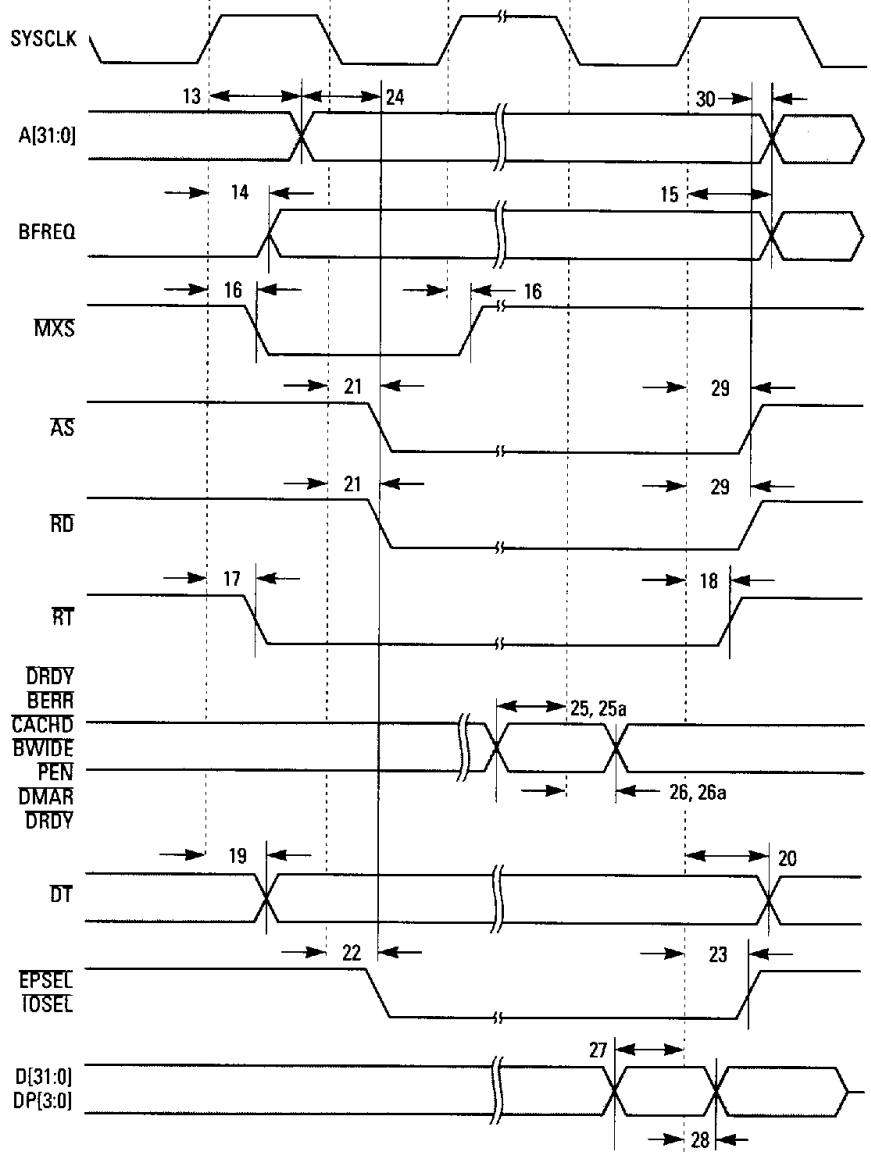 SYSCLK
13 24 30
A[31:0]
14 15
BFREQ
16 16
MXS
21 29
AS
21 29
RD
17 18
RT
DRDY
BERR 25, 25a
CACHD
BWIDE
PEN
DMAR 26, 26a
DRDY
19 20
DT
22 23
EPSEL
IOSEL
27
D[31:0]
DP[3:0]
28